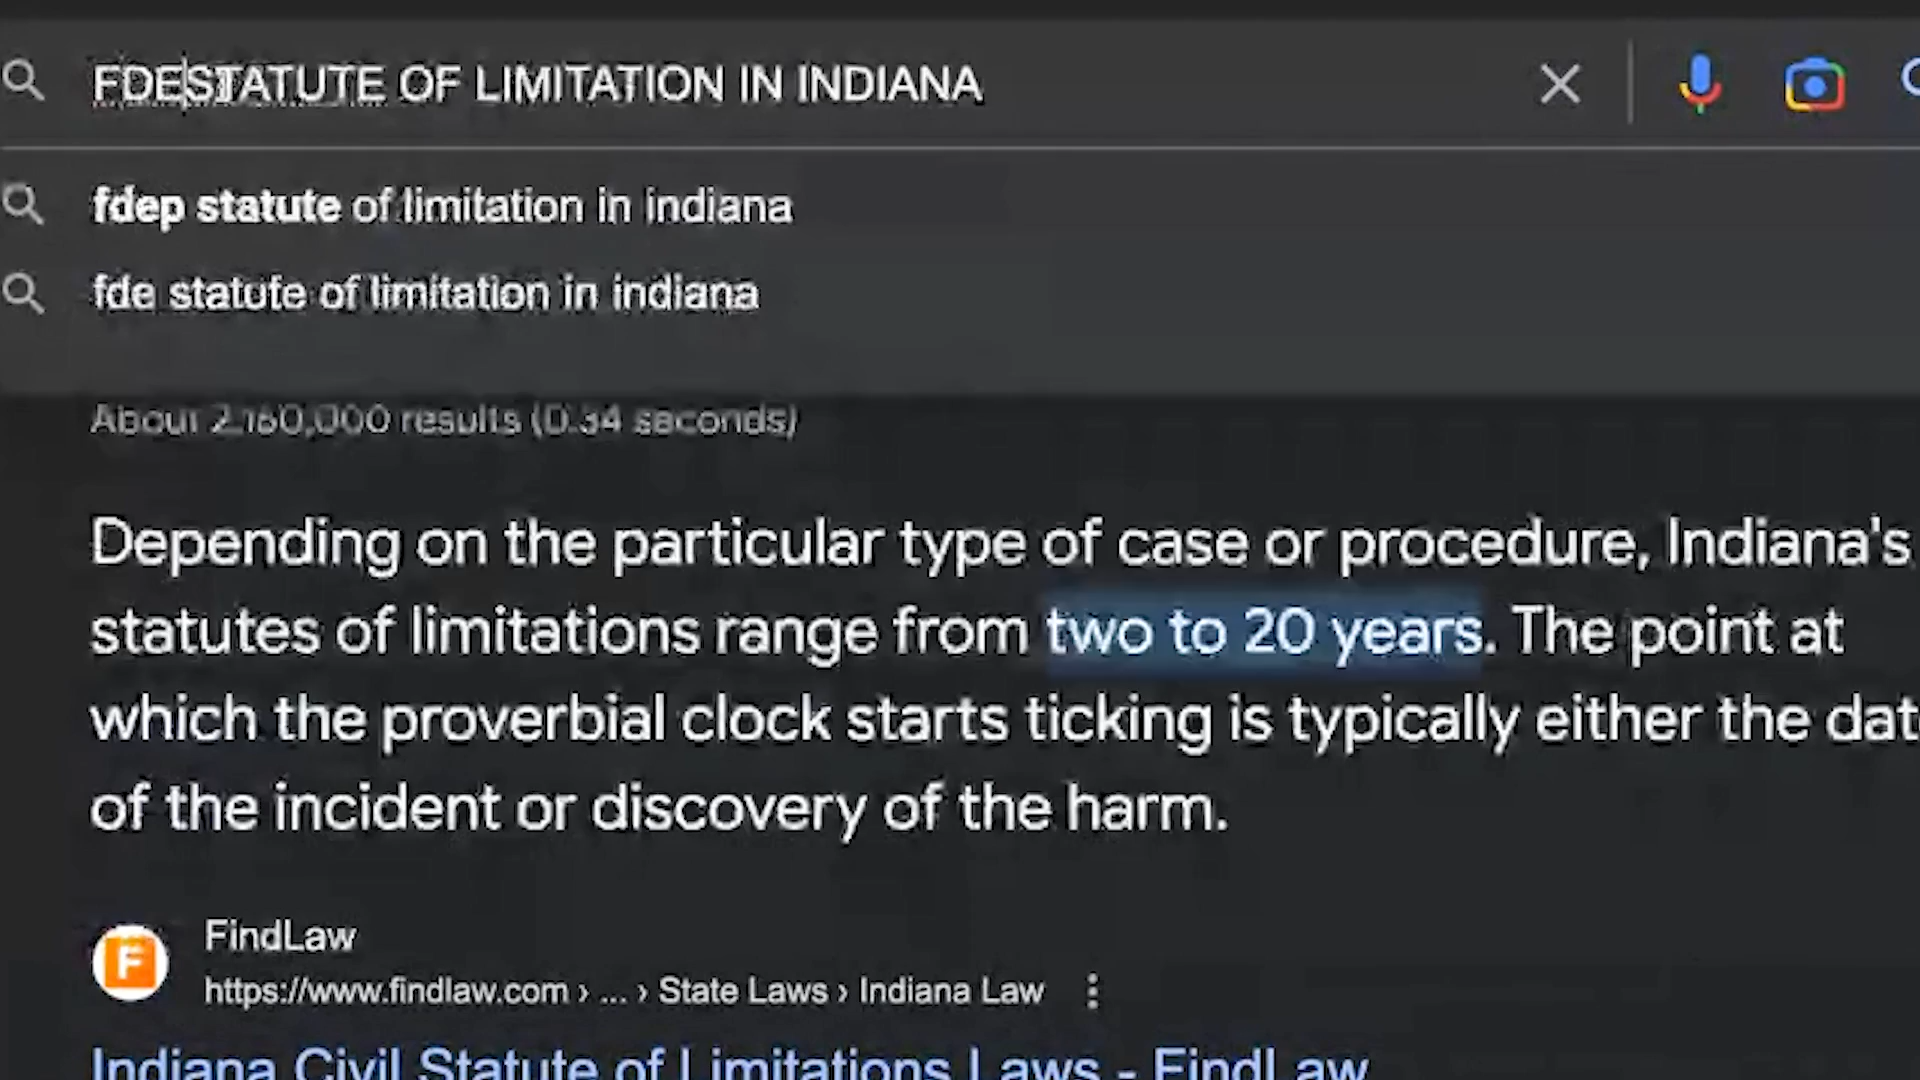 FDESTATUTE OF LIMITATION IN INDIANA
fdep statute of limitation in indiana
fde statute of limitation in indiana
About 2,160,000 results (0.34 seconds)
Depending on the particular type of case or procedure, Indiana's
statutes of limitations range from two to 20 years. The point at
which the proverbial clock starts ticking is typically either the dat
of the incident or discovery of the harm.
F
FindLaw
https://www.findlaw.com › ... › State Laws › Indiana Law
Indiana Civil Statute of Limitations Laws - FindLaw